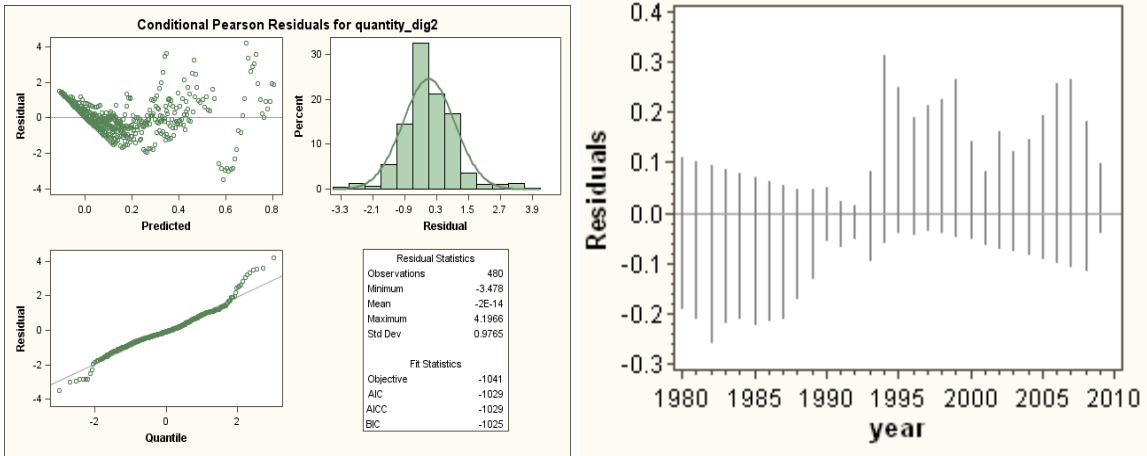 Conditional Pearson Residuals for quantity_dig2
Residual
4
2
0
-2
-4
0.0 0.2 0.4 0.6 0.8
Predicted
Percent
30
20
10
0
-3.3 -2.1 -0.9 0.3 1.5 2.7 3.9
Residual
Residual
4
2
0
-2
-4
-2 0 2
Quantile
Residual Statistics
Observations 480
Minimum -3.478
Mean -2E-14
Maximum 4.1966
Std Dev 0.9765
Fit Statistics
Objective -1041
AIC -1029
AICC -1029
BIC -1025
Residuals
0.4
0.3
0.2
0.1
0.0
-0.1
-0.2
-0.3
1980 1985 1990 1995 2000 2005 2010
year